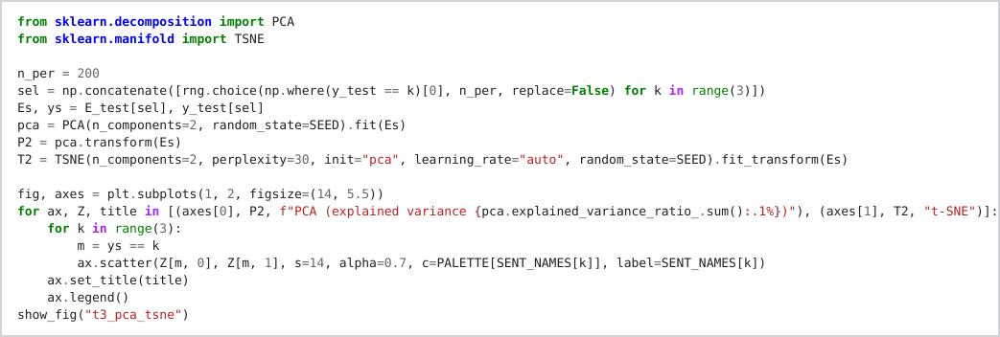 from sklearn.decomposition import PCA
from sklearn.manifold import TSNE

n_per = 200
sel = np.concatenate([rng.choice(np.where(y_test == k)[0], n_per, replace=False) for k in range(3)])
Es, ys = E_test[sel], y_test[sel]
pca = PCA(n_components=2, random_state=SEED).fit(Es)
P2 = pca.transform(Es)
T2 = TSNE(n_components=2, perplexity=30, init="pca", learning_rate="auto", random_state=SEED).fit_transform(Es)

fig, axes = plt.subplots(1, 2, figsize=(14, 5.5))
for ax, Z, title in [(axes[0], P2, f"PCA (explained variance {pca.explained_variance_ratio_.sum():.1%})"), (axes[1], T2, "t-SNE")]:
    for k in range(3):
        m = ys == k
        ax.scatter(Z[m, 0], Z[m, 1], s=14, alpha=0.7, c=PALETTE[SENT_NAMES[k]], label=SENT_NAMES[k])
    ax.set_title(title)
    ax.legend()
show_fig("t3_pca_tsne")